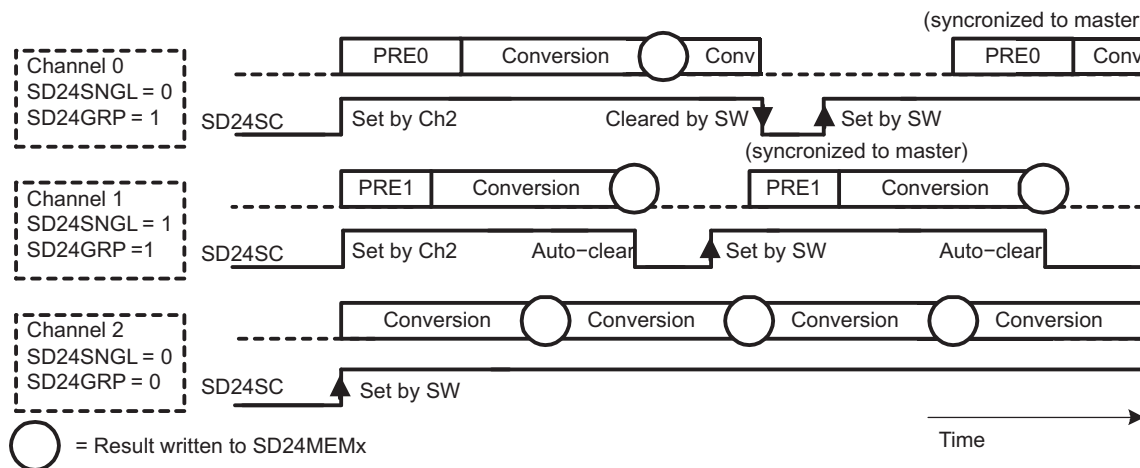 (syncronized to master
Channel 0
SD24SNGL = 0
SD24GRP = 1
PRE0 Conversion Conv PRE0 Conv
SD24SC Set by Ch2 Cleared by SW Set by SW
(syncronized to master)
Channel 1
SD24SNGL = 1
SD24GRP =1
PRE1 Conversion PRE1 Conversion
SD24SC Set by Ch2 Auto−clear Set by SW Auto−clear
Channel 2
SD24SNGL = 0
SD24GRP = 0
Conversion Conversion Conversion Conversion
SD24SC Set by SW
= Result written to SD24MEMx
Time